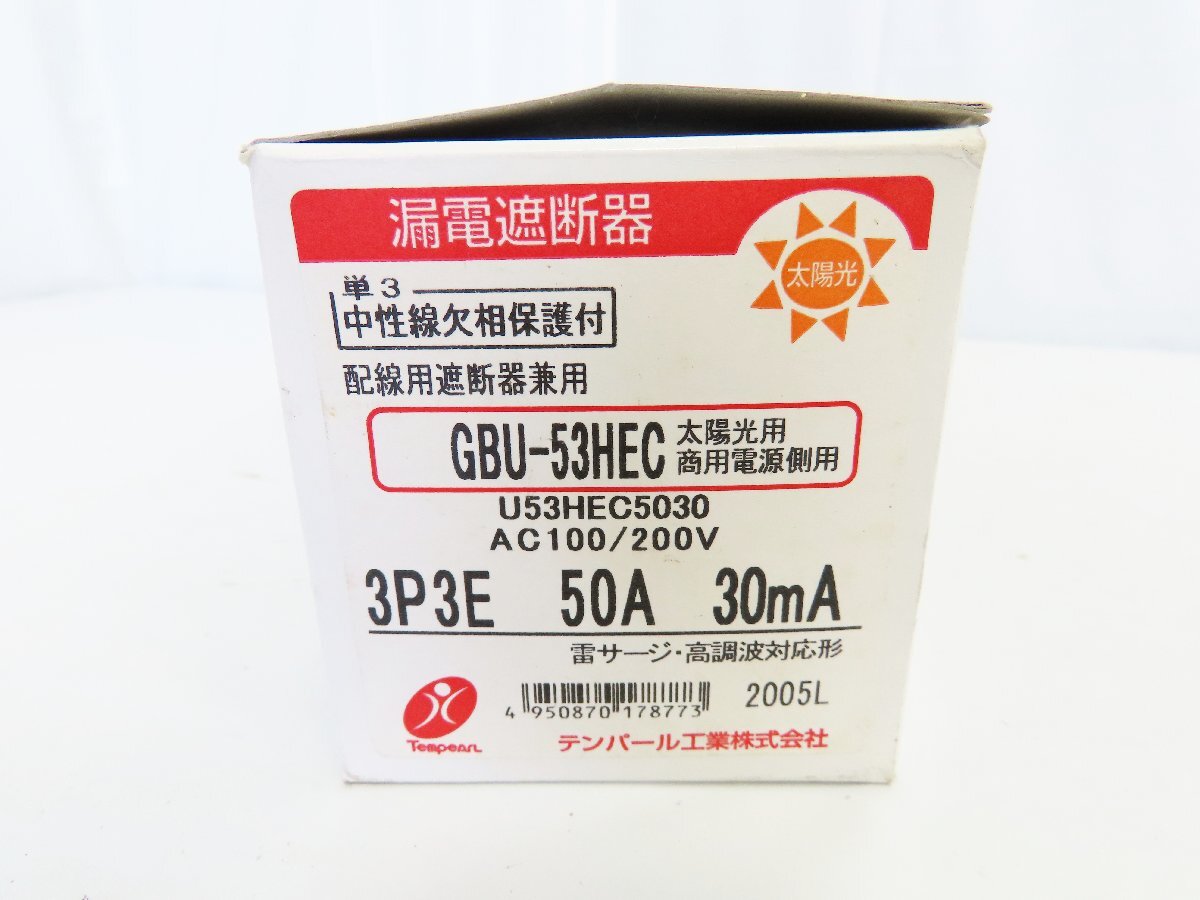 漏電遮断器
太陽光
単3
中性線欠相保護付
配線用遮断器兼用
GBU-53HEC
太陽光用
商用電源側用
U53HEC5030
AC100/200V
3P3E 50A 30mA
雷サージ・高調波対応形
4 950870 178773
2005L
Tempearl
テンパール工業株式会社